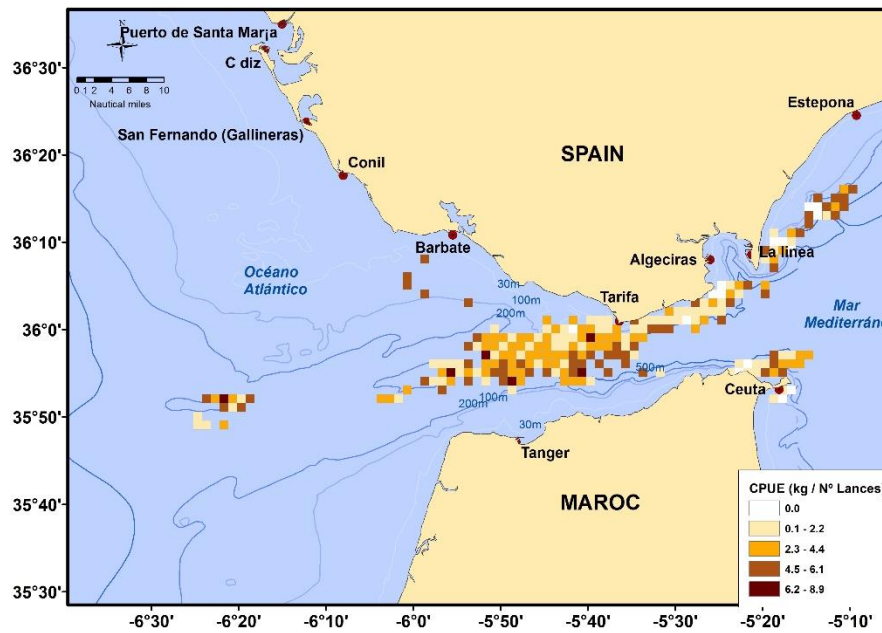 Puerto de Santa Mar¡a
C diz
0 1 2 4 6 8 10
Nautical miles
36°30'
Estepona
36°20'
San Fernando (Gallineras)
SPAIN
Conil
36°10'
Barbate
Algeciras
La linea
Océano
Atlántico
30m
100m
200m
Tarifa
Mar
Mediterrán
36°0'
500m
35°50'
100m
200m
Ceuta
30m
Tanger
35°40'
MAROC
35°30'
CPUE (kg / Nº Lances
0.0
0.1 - 2.2
2.3 - 4.4
4.5 - 6.1
6.2 - 8.9
-6°30' -6°20' -6°10' -6°0' -5°50' -5°40' -5°30' -5°20' -5°10'